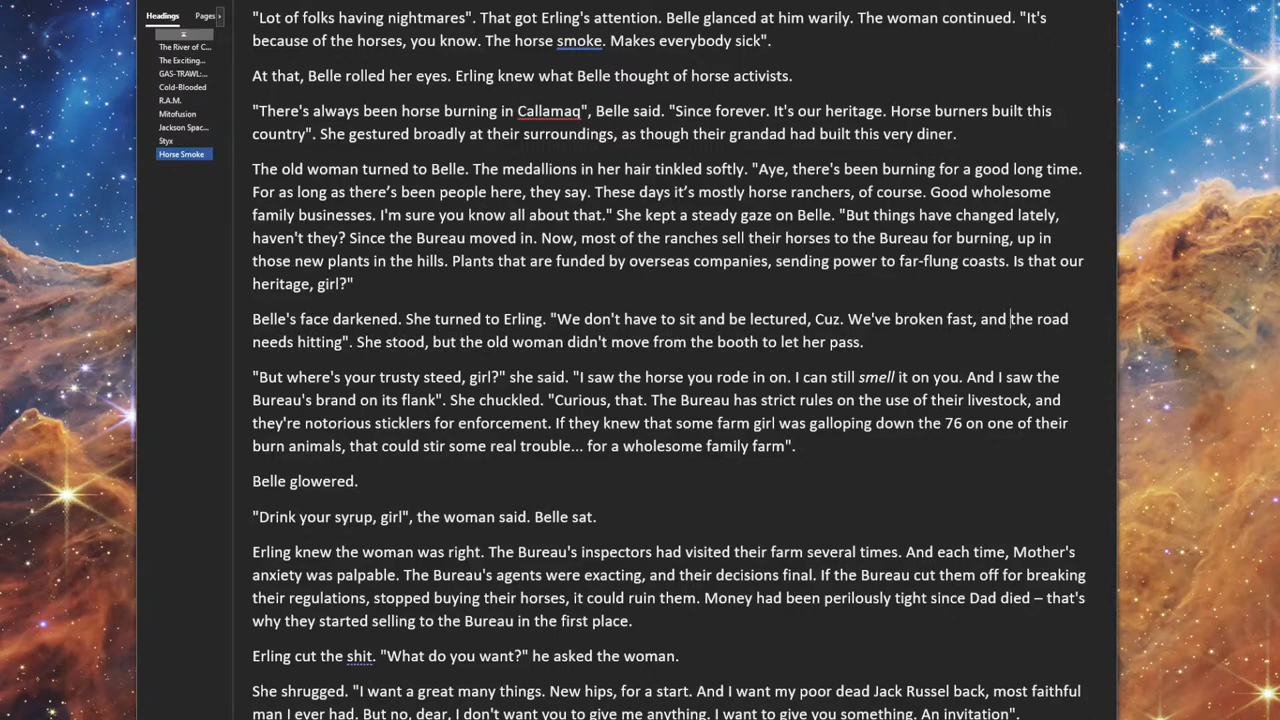 Headings Pages
The River of C...
The Exciting...
GAS-TRAWL:...
Cold-Blooded
R.A.M.
Mitofusion
Jackson Spac...
Styx
Horse Smoke
"Lot of folks having nightmares". That got Erling's attention. Belle glanced at him warily. The woman continued. "It's
because of the horses, you know. The horse smoke. Makes everybody sick".
At that, Belle rolled her eyes. Erling knew what Belle thought of horse activists.
"There's always been horse burning in Callamaq", Belle said. "Since forever. It's our heritage. Horse burners built this
country". She gestured broadly at their surroundings, as though their grandad had built this very diner.
The old woman turned to Belle. The medallions in her hair tinkled softly. "Aye, there's been burning for a good long time.
For as long as there’s been people here, they say. These days it’s mostly horse ranchers, of course. Good wholesome
family businesses. I'm sure you know all about that." She kept a steady gaze on Belle. "But things have changed lately,
haven't they? Since the Bureau moved in. Now, most of the ranches sell their horses to the Bureau for burning, up in
those new plants in the hills. Plants that are funded by overseas companies, sending power to far-flung coasts. Is that our
heritage, girl?"
Belle's face darkened. She turned to Erling. "We don't have to sit and be lectured, Cuz. We've broken fast, and the road
needs hitting". She stood, but the old woman didn't move from the booth to let her pass.
"But where's your trusty steed, girl?" she said. "I saw the horse you rode in on. I can still smell it on you. And I saw the
Bureau's brand on its flank". She chuckled. "Curious, that. The Bureau has strict rules on the use of their livestock, and
they're notorious sticklers for enforcement. If they knew that some farm girl was galloping down the 76 on one of their
burn animals, that could stir some real trouble... for a wholesome family farm".
Belle glowered.
"Drink your syrup, girl", the woman said. Belle sat.
Erling knew the woman was right. The Bureau's inspectors had visited their farm several times. And each time, Mother's
anxiety was palpable. The Bureau's agents were exacting, and their decisions final. If the Bureau cut them off for breaking
their regulations, stopped buying their horses, it could ruin them. Money had been perilously tight since Dad died – that's
why they started selling to the Bureau in the first place.
Erling cut the shit. "What do you want?" he asked the woman.
She shrugged. "I want a great many things. New hips, for a start. And I want my poor dead Jack Russel back, most faithful
man I ever had. But no, dear, I don't want you to give me anything. I want to give you something. An invitation".